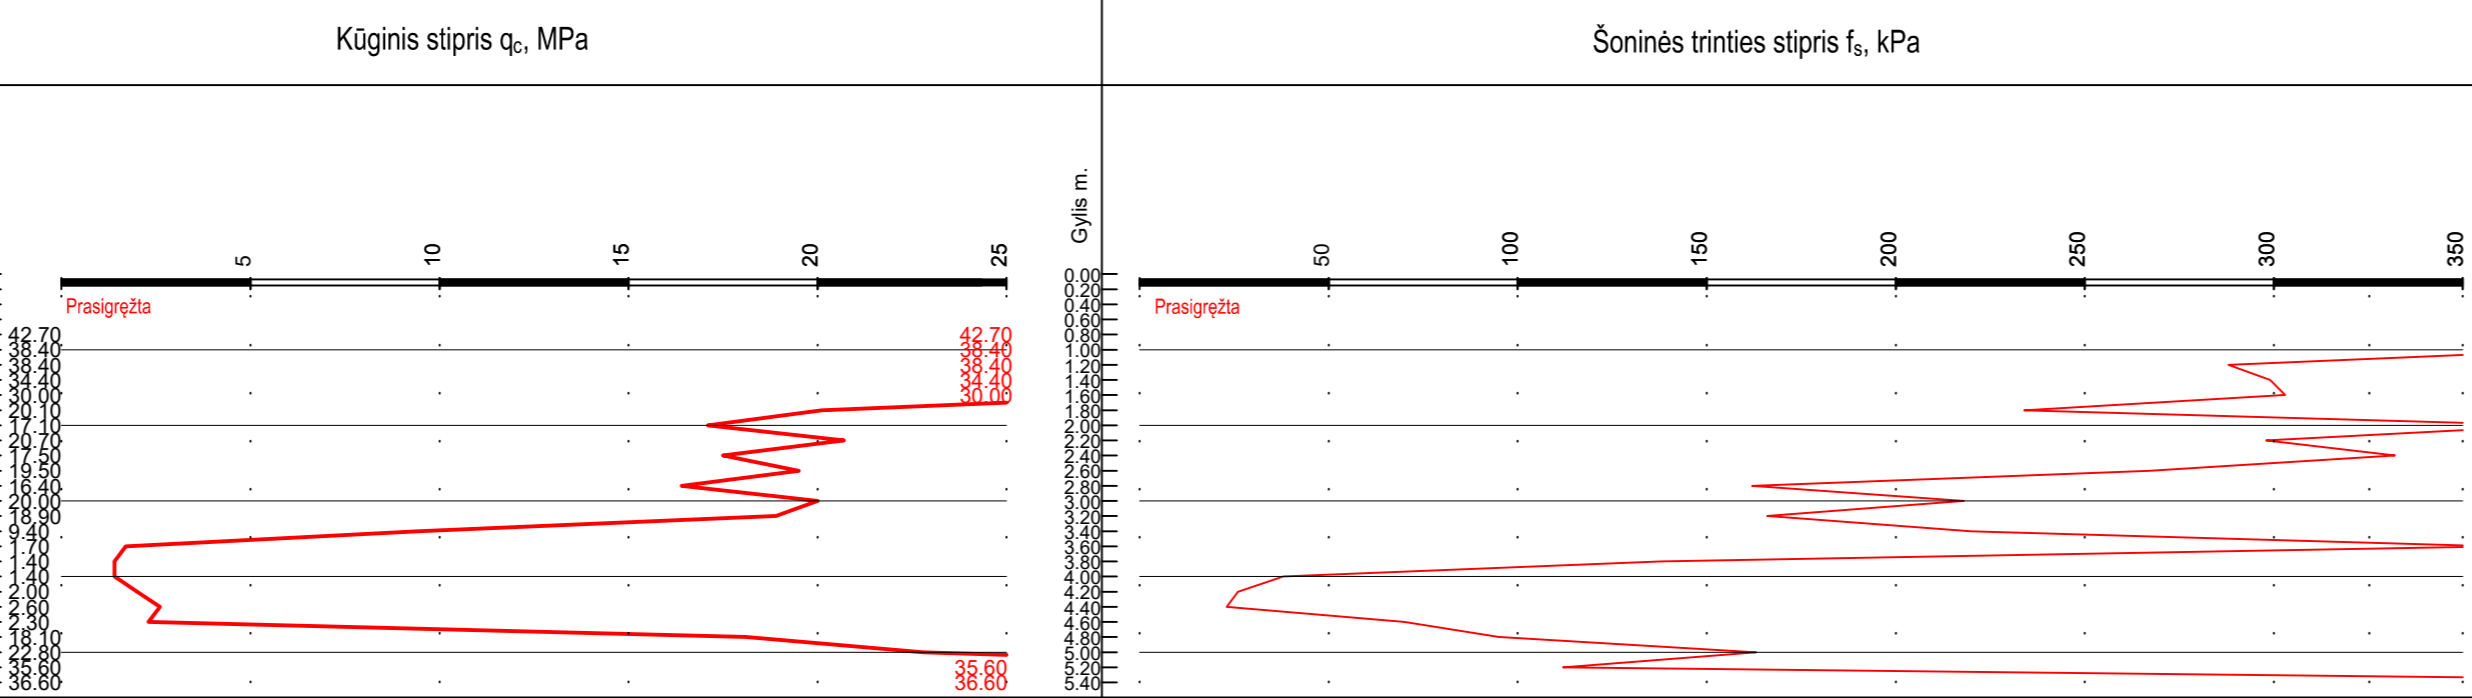 Kūginis stipris qc, MPa
Šoninės trinties stipris fs, kPa
Gylis m.
5 10 15 20 25
50 100 150 200 250 300 350
0.00
0.20
Prasigręžta 0.40 Prasigręžta
0.60
42.70 42.70 0.80
38.40 38.40 1.00
38.40 38.40 1.20
34.40 34.40 1.40
30.00 30.00 1.60
20.10 1.80
17.10 2.00
20.70 2.20
17.50 2.40
19.50 2.60
16.40 2.80
20.00 3.00
18.90 3.20
9.40 3.40
1.70 3.60
1.40 3.80
1.40 4.00
2.00 4.20
2.60 4.40
2.30 4.60
18.10 4.80
22.80 5.00
35.60 35.60 5.20
36.60 36.60 5.40